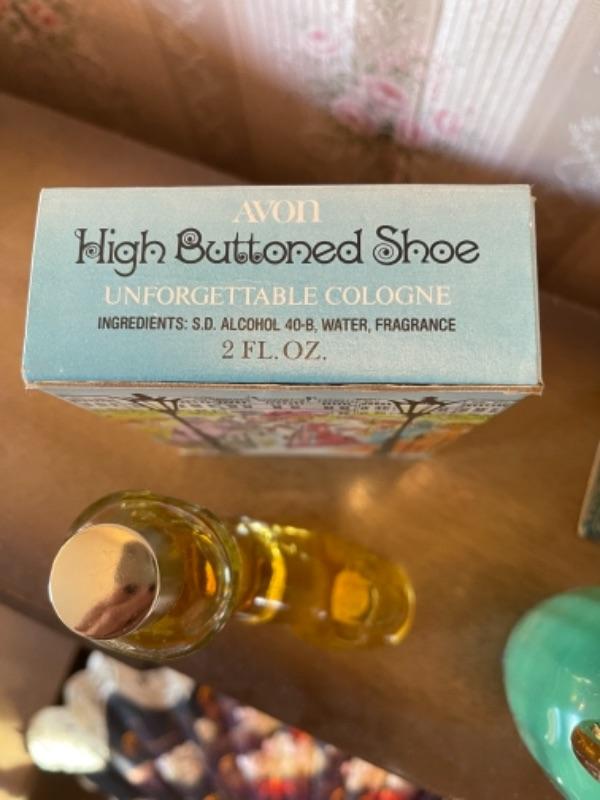 AVON
High Buttoned Shoe
UNFORGETTABLE COLOGNE
INGREDIENTS: S.D. ALCOHOL 40-B, WATER, FRAGRANCE
2 FL. OZ.